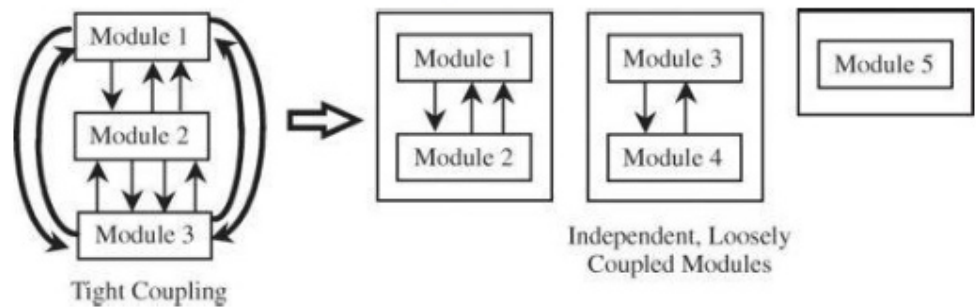 Module 1
Module 2
Module 3
Tight Coupling
Module 1
Module 2
Module 3
Module 4
Independent, Loosely
Coupled Modules
Module 5